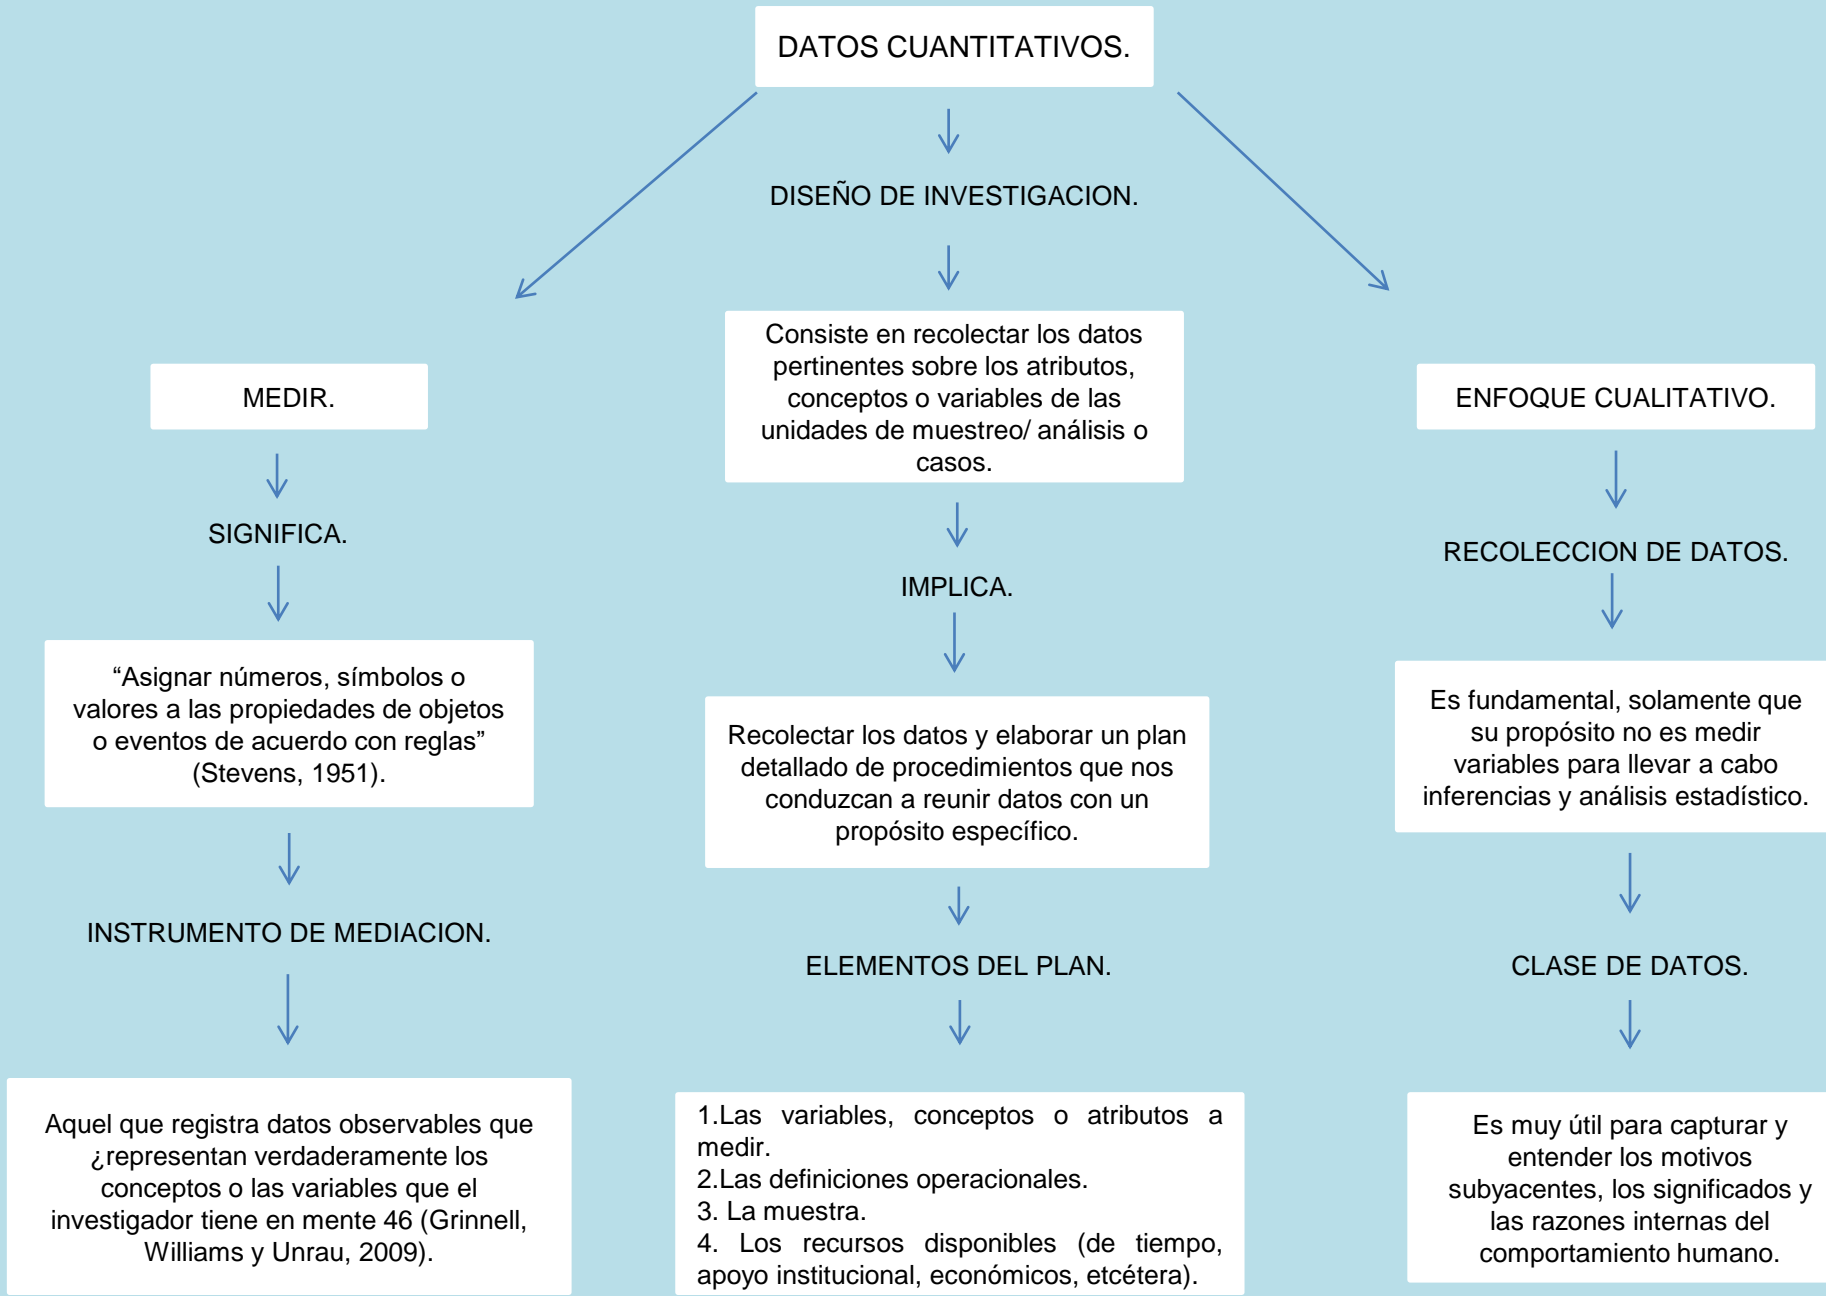 DATOS CUANTITATIVOS.
DISEÑO DE INVESTIGACION.
Consiste en recolectar los datos
pertinentes sobre los atributos,
conceptos o variables de las
unidades de muestreo/ análisis o
casos.
IMPLICA.
Recolectar los datos y elaborar un plan
detallado de procedimientos que nos
conduzcan a reunir datos con un
propósito específico.
ELEMENTOS DEL PLAN.
1.Las variables, conceptos o atributos a
medir.
2.Las definiciones operacionales.
3. La muestra.
4. Los recursos disponibles (de tiempo,
apoyo institucional, económicos, etcétera).
MEDIR.
SIGNIFICA.
“Asignar números, símbolos o
valores a las propiedades de objetos
o eventos de acuerdo con reglas”
(Stevens, 1951).
INSTRUMENTO DE MEDIACION.
Aquel que registra datos observables que
¿representan verdaderamente los
conceptos o las variables que el
investigador tiene en mente 46 (Grinnell,
Williams y Unrau, 2009).
ENFOQUE CUALITATIVO.
RECOLECCION DE DATOS.
Es fundamental, solamente que
su propósito no es medir
variables para llevar a cabo
inferencias y análisis estadístico.
CLASE DE DATOS.
Es muy útil para capturar y
entender los motivos
subyacentes, los significados y
las razones internas del
comportamiento humano.